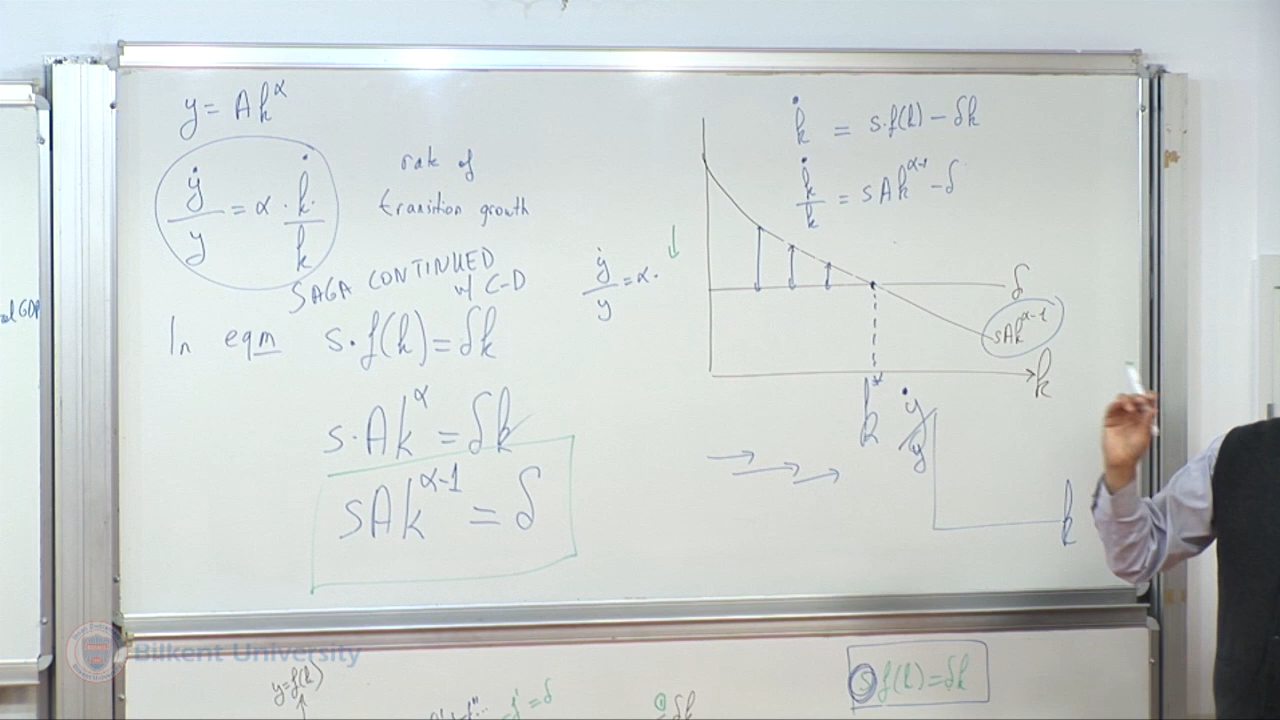 y = Ak^α
ẏ/y = α · k̇/k
rate of
transition growth
SAGA CONTINUED
w/ C-D
In eqm s·f(k) = δk
s·Ak^α = δk
sAk^α-1 = δ
ẏ/y = α·
k̇ = s·f(k) - δk
k̇/k = sAk^α-1 - δ
δ
sAk^α-1
k
k*
ẏ/y
k
Bilkent University
y=f(k)
= δ
= δk
s f(k) = δk